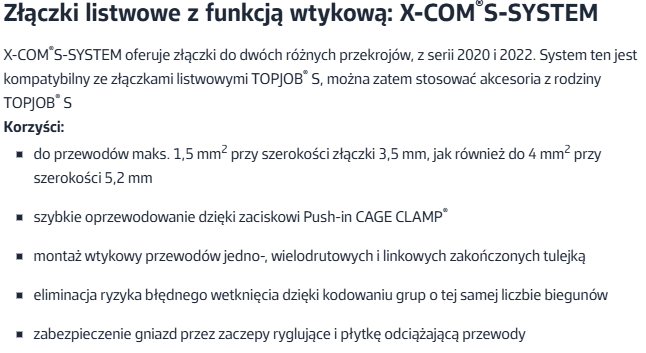 Złączki listwowe z funkcją wtykową: X-COM®S-SYSTEM
X-COM®S-SYSTEM oferuje złączki do dwóch różnych przekrojów, z serii 2020 i 2022. System ten jest
kompatybilny ze złączkami listwowymi TOPJOB® S, można zatem stosować akcesoria z rodziny
TOPJOB® S
Korzyści:
▪ do przewodów maks. 1,5 mm² przy szerokości złączki 3,5 mm, jak również do 4 mm² przy
szerokości 5,2 mm
▪ szybkie oprzewodowanie dzięki zaciskowi Push-in CAGE CLAMP®
▪ montaż wtykowy przewodów jedno-, wielodrutowych i linkowych zakończonych tulejką
▪ eliminacja ryzyka błędnego wetknięcia dzięki kodowaniu grup o tej samej liczbie biegunów
▪ zabezpieczenie gniazd przez zaczepy ryglujące i płytkę odciążającą przewody